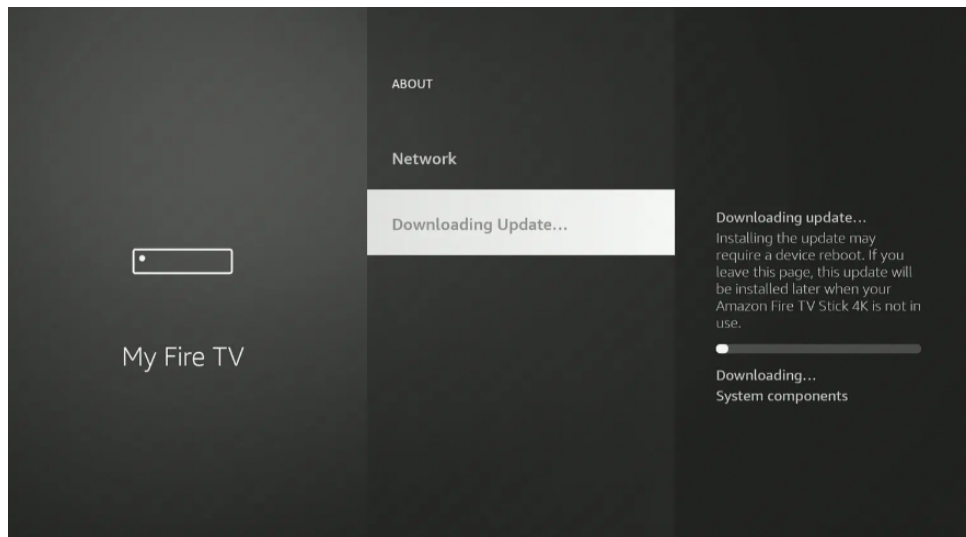 ABOUT
Network
Downloading Update...
My Fire TV
Downloading update...
Installing the update may
require a device reboot. If you
leave this page, this update will
be installed later when your
Amazon Fire TV Stick 4K is not in
use.
Downloading...
System components